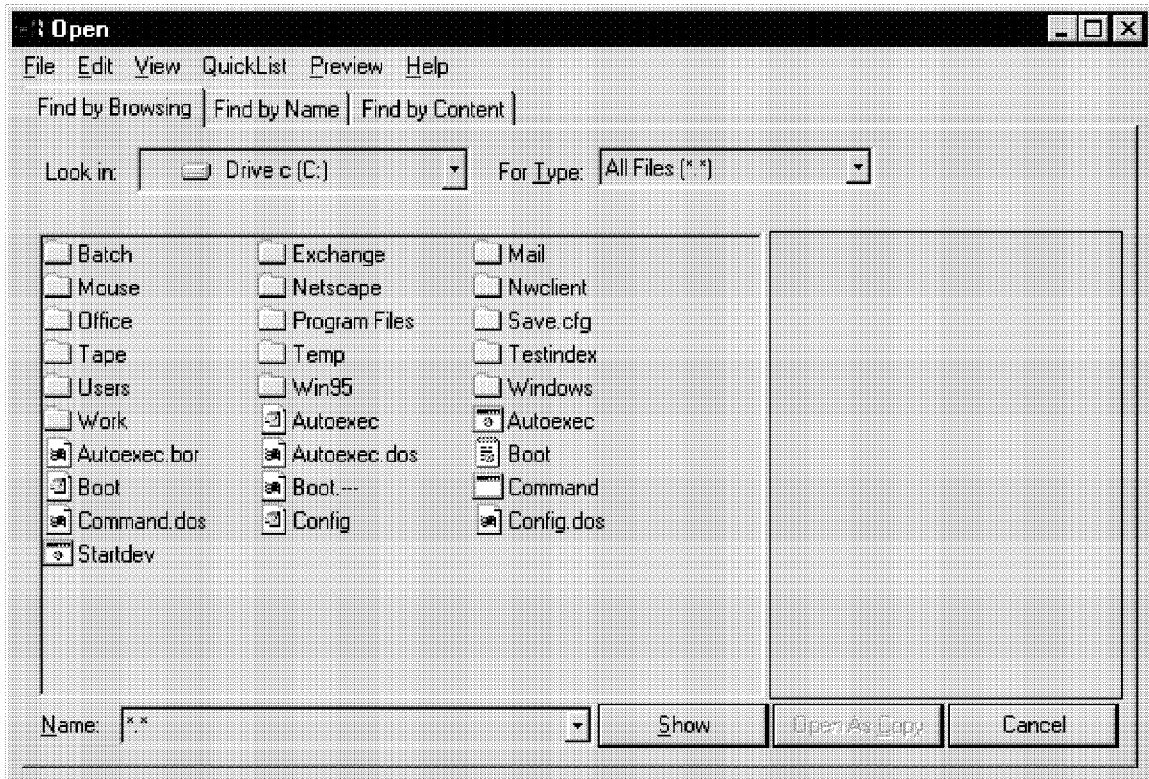 Open
File Edit View QuickList Preview Help
Find by Browsing Find by Name Find by Content
Look in: Drive c (C:) For Type: All Files (*.*)
Batch Exchange Mail
Mouse Netscape Nwclient
Office Program Files Save.cfg
Tape Temp Testindex
Users Win95 Windows
Work Autoexec Autoexec
Autoexec.bor Autoexec.dos Boot
Boot Boot.--- Command
Command.dos Config Config.dos
Startdev
Name: *.* Show Open As Copy Cancel